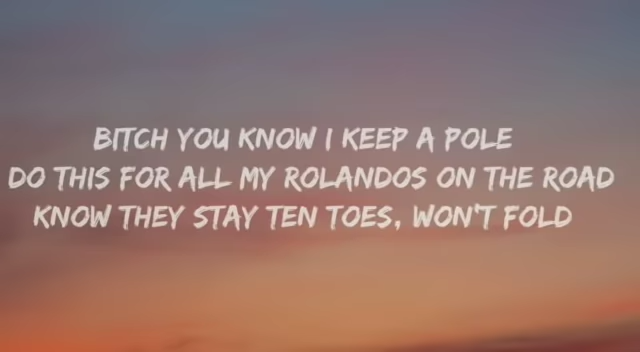 BITCH YOU KNOW I KEEP A POLE
DO THIS FOR ALL MY ROLANDOS ON THE ROAD
KNOW THEY STAY TEN TOES, WON'T FOLD